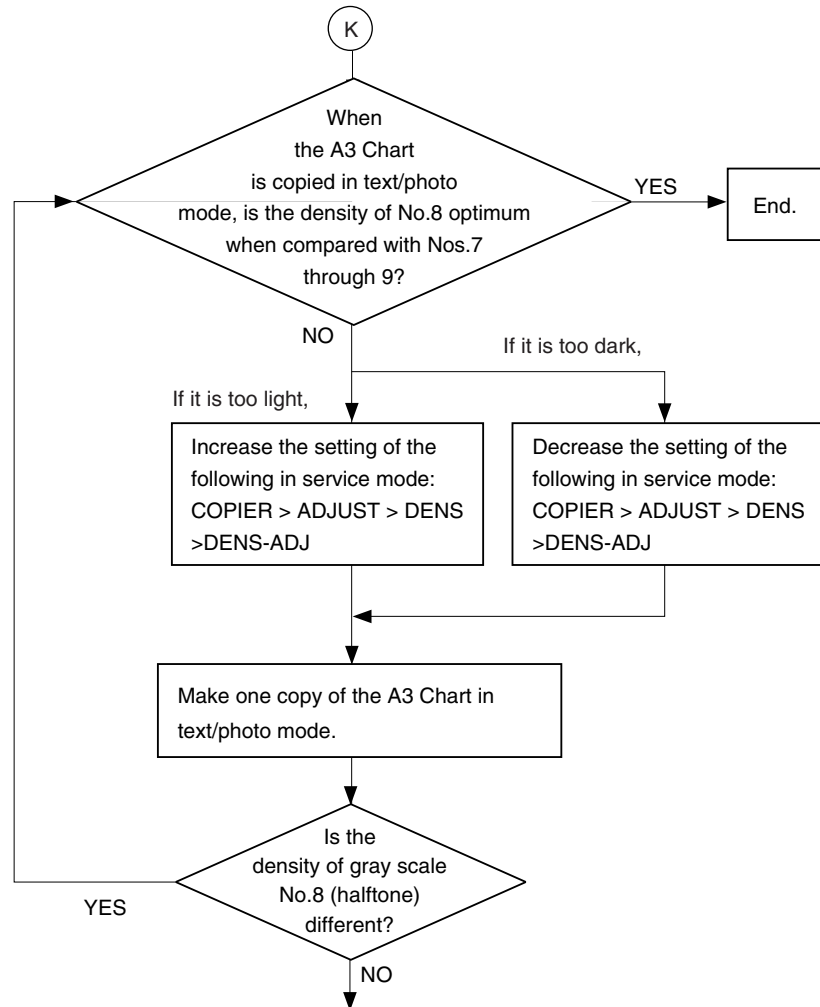 K
When
the A3 Chart
is copied in text/photo
mode, is the density of No.8 optimum
when compared with Nos.7
through 9?
YES
End.
NO
If it is too dark,
If it is too light,
Increase the setting of the
following in service mode:
COPIER > ADJUST > DENS
>DENS-ADJ
Decrease the setting of the
following in service mode:
COPIER > ADJUST > DENS
>DENS-ADJ
Make one copy of the A3 Chart in
text/photo mode.
Is the
density of gray scale
No.8 (halftone)
different?
YES
NO